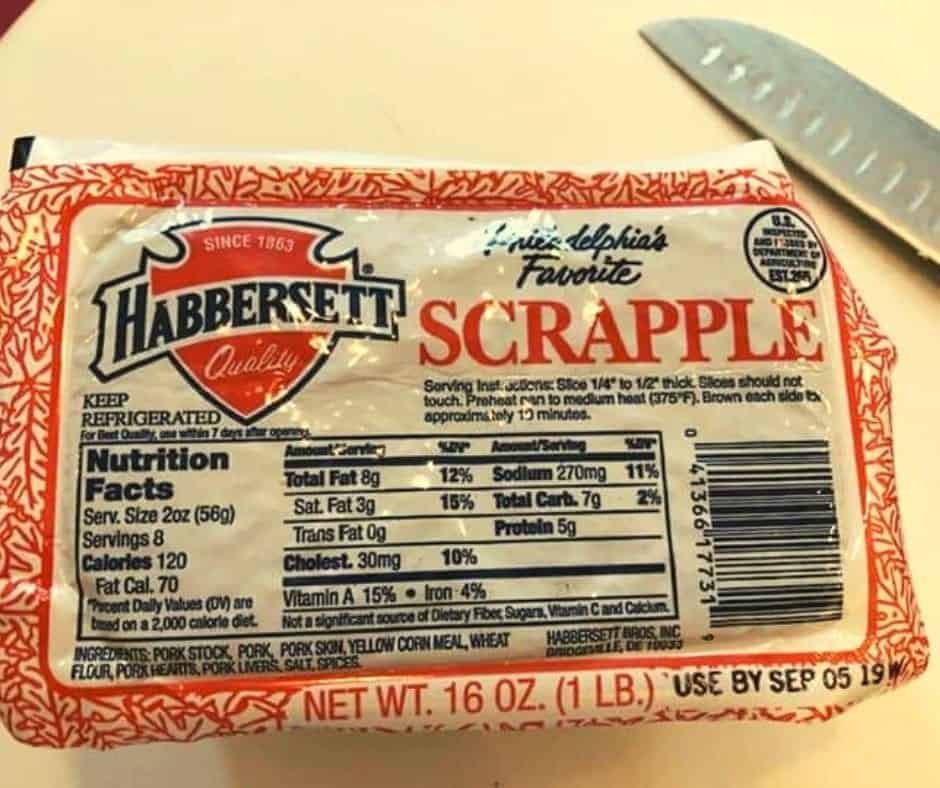 SINCE 1863
HABBERSETT®
Quality
Philadelphia's
Favorite
SCRAPPLE
U.S.
INSPECTED
AND PASSED BY
DEPARTMENT OF
AGRICULTURE
EST.
KEEP
REFRIGERATED
For Best Quality, use within 7 days after opening
Serving Instructions: Slice 1/4" to 1/2" thick. Slices should not
touch. Preheat pan to medium heat (375°F). Brown each side for
approximately 10 minutes.
Nutrition
Facts
Serv. Size 2oz (56g)
Servings 8
Calories 120
Fat Cal. 70
*Percent Daily Values (DV) are
based on a 2,000 calorie diet.
Amount/Serving %DV* Amount/Serving %DV*
Total Fat 8g 12% Sodium 270mg 11%
Sat. Fat 3g 15% Total Carb. 7g 2%
Trans Fat 0g Protein 5g
Cholest. 30mg 10%
Vitamin A 15% • Iron 4%
Not a significant source of Dietary Fiber, Sugars, Vitamin C and Calcium.
0 41366 17731 9
INGREDIENTS: PORK STOCK, PORK, PORK SKIN, YELLOW CORN MEAL, WHEAT
FLOUR, PORK HEARTS, PORK LIVERS, SALT, SPICES.
HABBERSETT BROS, INC
BRIDGEVILLE, DE 19933
NET WT. 16 OZ. (1 LB.)
USE BY SEP 05 19